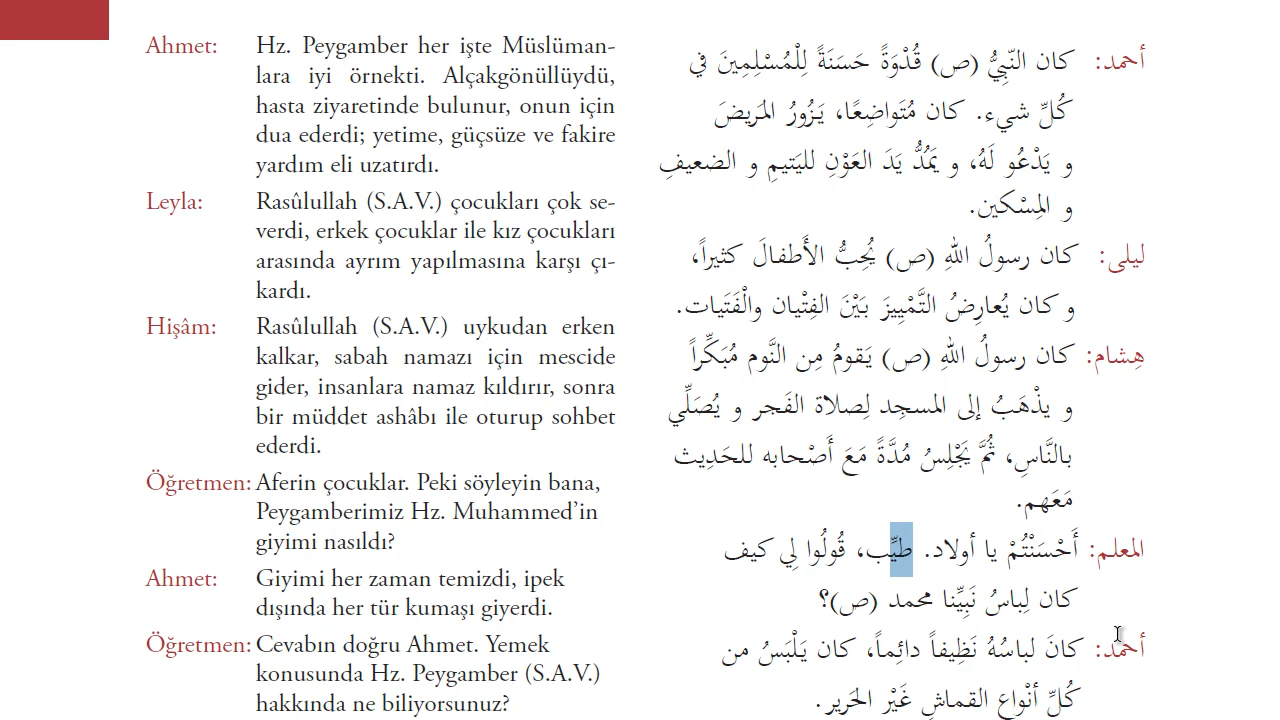 Ahmet: Hz. Peygamber her işte Müslüman-
lara iyi örnekti. Alçakgönüllüydü,
hasta ziyaretinde bulunur, onun için
dua ederdi; yetime, güçsüze ve fakire
yardım eli uzatırdı.
Leyla: Rasûlullah (S.A.V.) çocukları çok se-
verdi, erkek çocuklar ile kız çocukları
arasında ayrım yapılmasına karşı çı-
kardı.
Hişâm: Rasûlullah (S.A.V.) uykudan erken
kalkar, sabah namazı için mescide
gider, insanlara namaz kıldırır, sonra
bir müddet ashâbı ile oturup sohbet
ederdi.
Öğretmen: Aferin çocuklar. Peki söyleyin bana,
Peygamberimiz Hz. Muhammed’in
giyimi nasıldı?
Ahmet: Giyimi her zaman temizdi, ipek
dışında her tür kumaşı giyerdi.
Öğretmen: Cevabın doğru Ahmet. Yemek
konusunda Hz. Peygamber (S.A.V.)
hakkında ne biliyorsunuz?
أحمد: كان النّبِيُّ (ص) قُدْوَةً حَسَنَةً لِلْمُسْلِمِينَ في
كُلِّ شيء. كان مُتَواضِعًا، يَزُورُ المَريضَ
و يَدْعُو لَهُ، و يَمُدُّ يَدَ العَوْنِ لليَتيمِ و الضعيفِ
و المِسْكين.
ليلى: كان رسولُ اللهِ (ص) يُحِبُّ الأَطفالَ كثيراً،
و كان يُعارِضُ التَّمْيِيزَ بَيْنَ الفِتْيان والْفَتَيات.
هِشام: كان رسولُ اللهِ (ص) يَقومُ مِن النَّوم مُبَكِّراً
و يذْهَبُ إلى المسجِد لِصلاة الفَجر و يُصَلِّي
بالنَّاسِ، ثُمَّ يَجْلِسُ مُدَّةً مَعَ أَصْحابه للحَدِيث
مَعَهم.
المعلم: أَحْسَنْتُمْ يا أولاد. طيِّب، قُولُوا لِي كيف
كان لِباسُ نَبِيِّنا محمد (ص)؟
أحمد: كانَ لباسُهُ نَظِيفاً دائِماً، كان يَلْبَسُ من
كُلِّ أنْواع القماشِ غَيْر الحَرير.